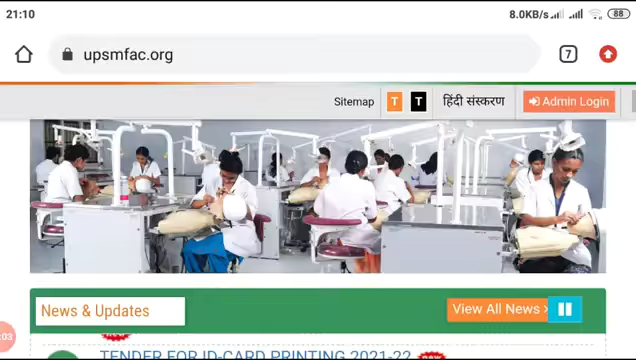 21:10 8.0KB/s 88
upsmfac.org 7
Sitemap T T हिंदी संस्करण Admin Login
News & Updates View All News
:03
TENDER FOR ID-CARD PRINTING 2021-22